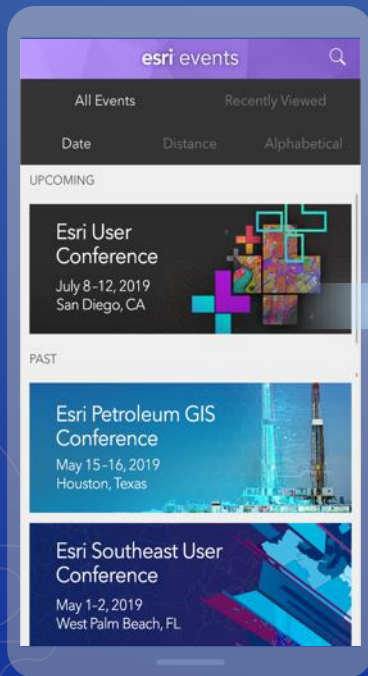 esri events
All Events Recently Viewed
Date Distance Alphabetical
UPCOMING
Esri User
Conference
July 8-12, 2019
San Diego, CA
PAST
Esri Petroleum GIS
Conference
May 15-16, 2019
Houston, Texas
Esri Southeast User
Conference
May 1-2, 2019
West Palm Beach, FL